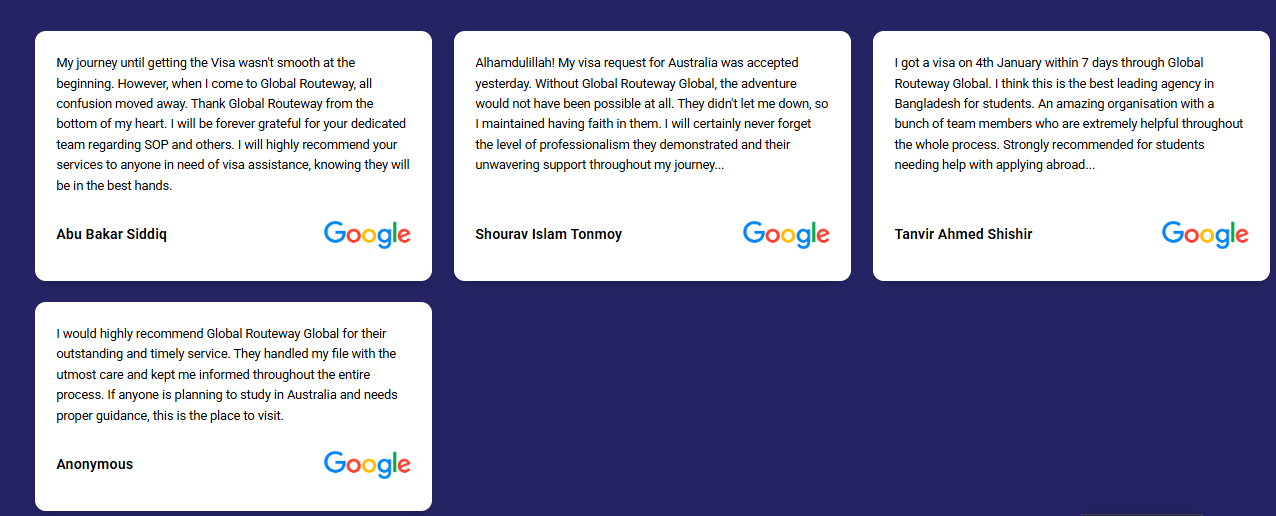 My journey until getting the Visa wasn't smooth at the
beginning. However, when I come to Global Routeway, all
confusion moved away. Thank Global Routeway from the
bottom of my heart. I will be forever grateful for your dedicated
team regarding SOP and others. I will highly recommend your
services to anyone in need of visa assistance, knowing they will
be in the best hands.
Abu Bakar Siddiq
Google
Alhamdulillah! My visa request for Australia was accepted
yesterday. Without Global Routeway Global, the adventure
would not have been possible at all. They didn't let me down, so
I maintained having faith in them. I will certainly never forget
the level of professionalism they demonstrated and their
unwavering support throughout my journey...
Shourav Islam Tonmoy
Google
I got a visa on 4th January within 7 days through Global
Routeway Global. I think this is the best leading agency in
Bangladesh for students. An amazing organisation with a
bunch of team members who are extremely helpful throughout
the whole process. Strongly recommended for students
needing help with applying abroad...
Tanvir Ahmed Shishir
Google
I would highly recommend Global Routeway Global for their
outstanding and timely service. They handled my file with the
utmost care and kept me informed throughout the entire
process. If anyone is planning to study in Australia and needs
proper guidance, this is the place to visit.
Anonymous
Google